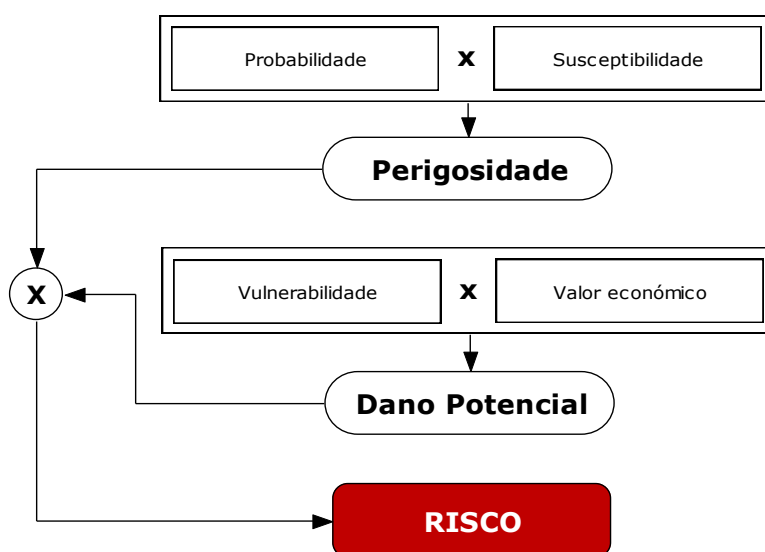 Probabilidade x Susceptibilidade
Perigosidade
X
Vulnerabilidade x Valor económico
Dano Potencial
RISCO